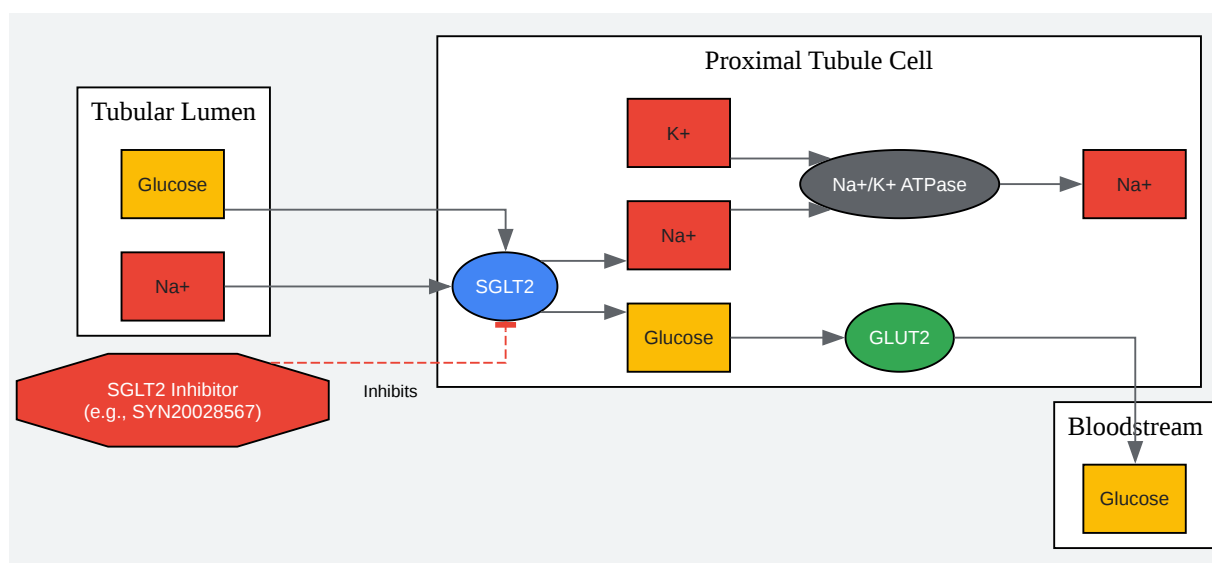 Proximal Tubule Cell
Tubular Lumen
K+
Glucose
Na+/K+ ATPase
Na+
Na+
Na+
SGLT2
Glucose
GLUT2
SGLT2 Inhibitor
(e.g., SYN20028567)
Inhibits
Bloodstream
Glucose